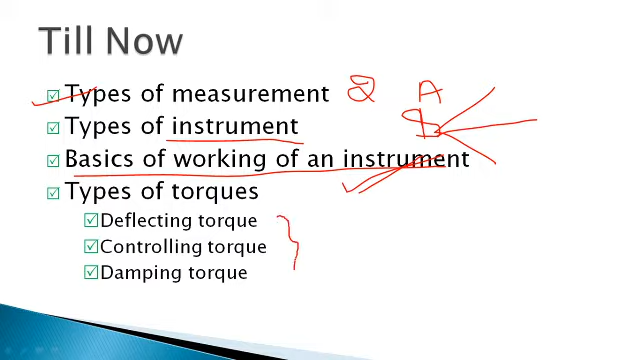 Till Now
Types of measurement 2 A
Types of instrument
Basics of working of an instrument
Types of torques
Deflecting torque
Controlling torque
Damping torque